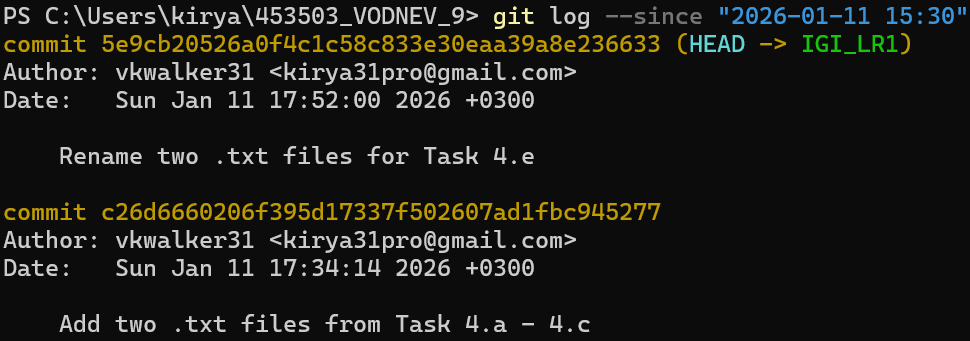 PS C:\Users\kirya\453503_VODNEV_9> git log --since "2026-01-11 15:30"
commit 5e9cb20526a0f4c1c58c833e30eaa39a8e236633 (HEAD -> IGI_LR1)
Author: vkwalker31 <kirya31pro@gmail.com>
Date:   Sun Jan 11 17:52:00 2026 +0300
    Rename two .txt files for Task 4.e
commit c26d6660206f395d17337f502607ad1fbc945277
Author: vkwalker31 <kirya31pro@gmail.com>
Date:   Sun Jan 11 17:34:14 2026 +0300
    Add two .txt files from Task 4.a - 4.c